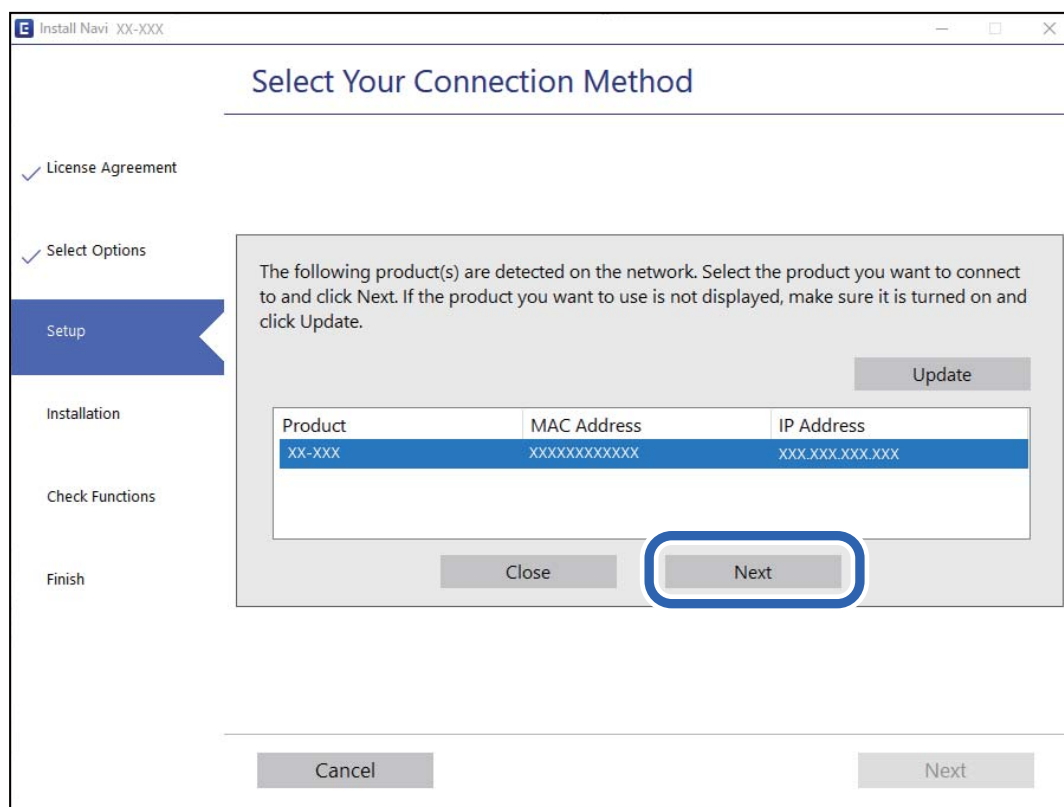 E Install Navi XX-XXX
Select Your Connection Method
License Agreement
Select Options
Setup
Installation
Check Functions
Finish
The following product(s) are detected on the network. Select the product you want to connect
to and click Next. If the product you want to use is not displayed, make sure it is turned on and
click Update.
Update
Product MAC Address IP Address
XX-XXX XXXXXXXXXXXX XXX.XXX.XXX.XXX
Close Next
Cancel Next